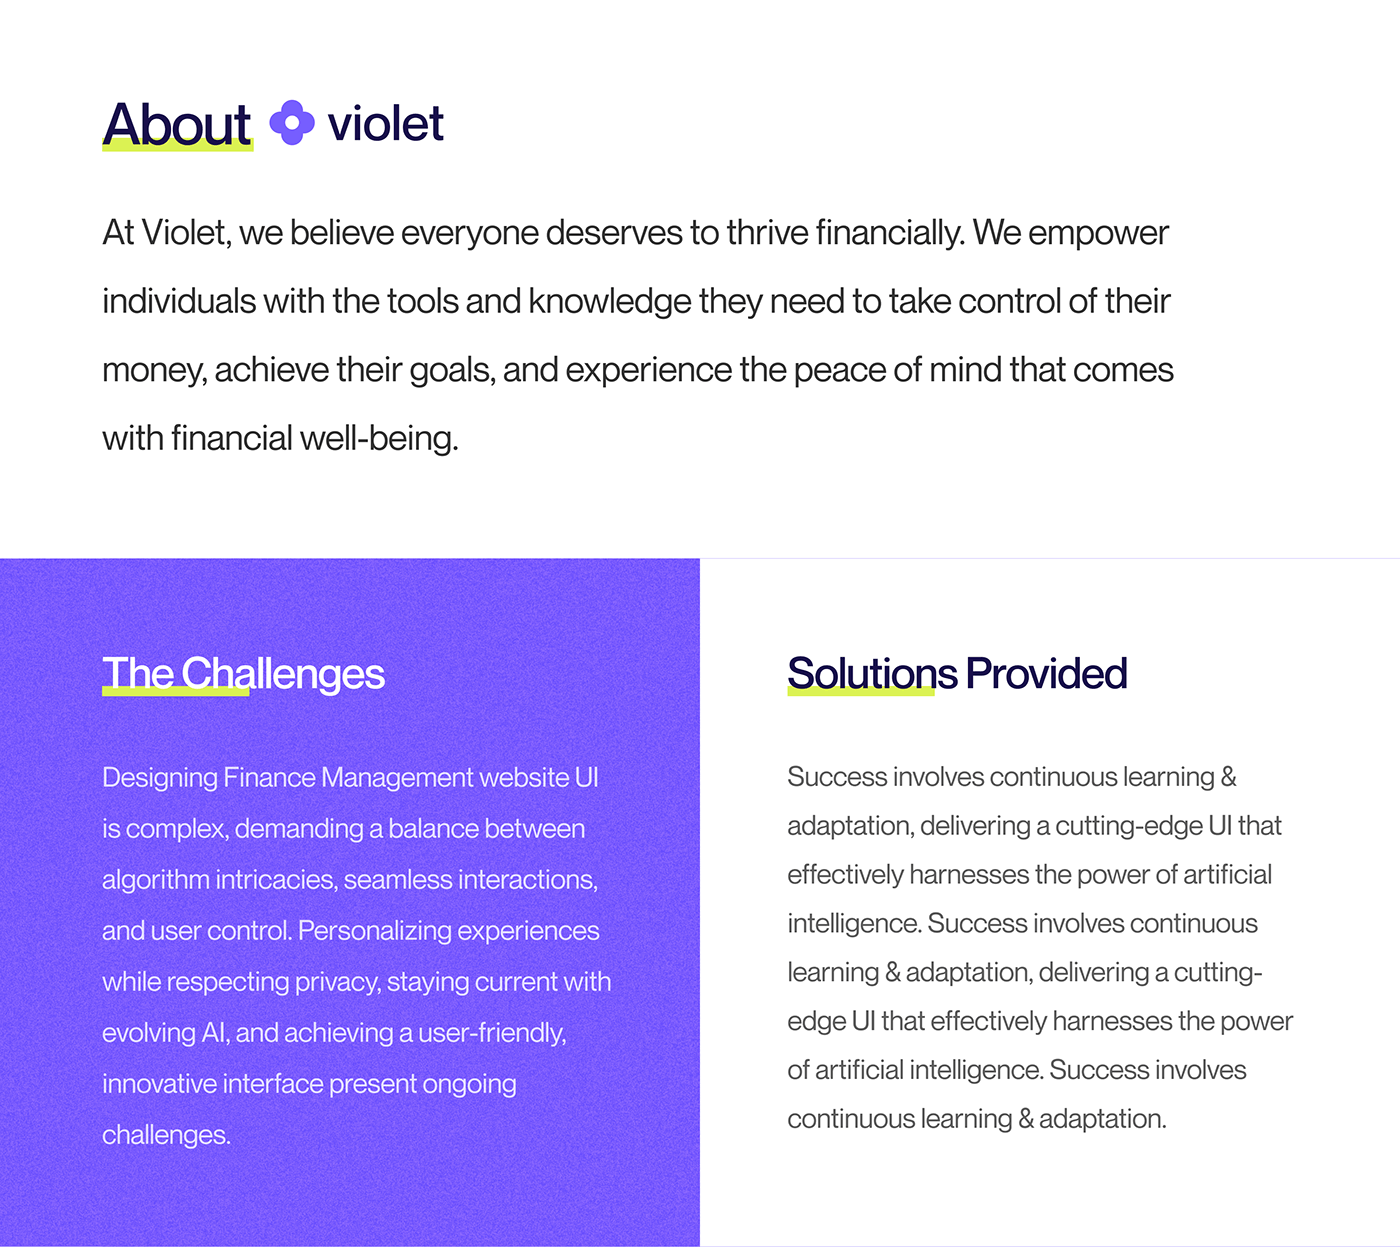 About violet
At Violet, we believe everyone deserves to thrive financially. We empower
individuals with the tools and knowledge they need to take control of their
money, achieve their goals, and experience the peace of mind that comes
with financial well-being.
The Challenges
Designing Finance Management website UI
is complex, demanding a balance between
algorithm intricacies, seamless interactions,
and user control. Personalizing experiences
while respecting privacy, staying current with
evolving AI, and achieving a user-friendly,
innovative interface present ongoing
challenges.
Solutions Provided
Success involves continuous learning &
adaptation, delivering a cutting-edge UI that
effectively harnesses the power of artificial
intelligence. Success involves continuous
learning & adaptation, delivering a cutting-
edge UI that effectively harnesses the power
of artificial intelligence. Success involves
continuous learning & adaptation.